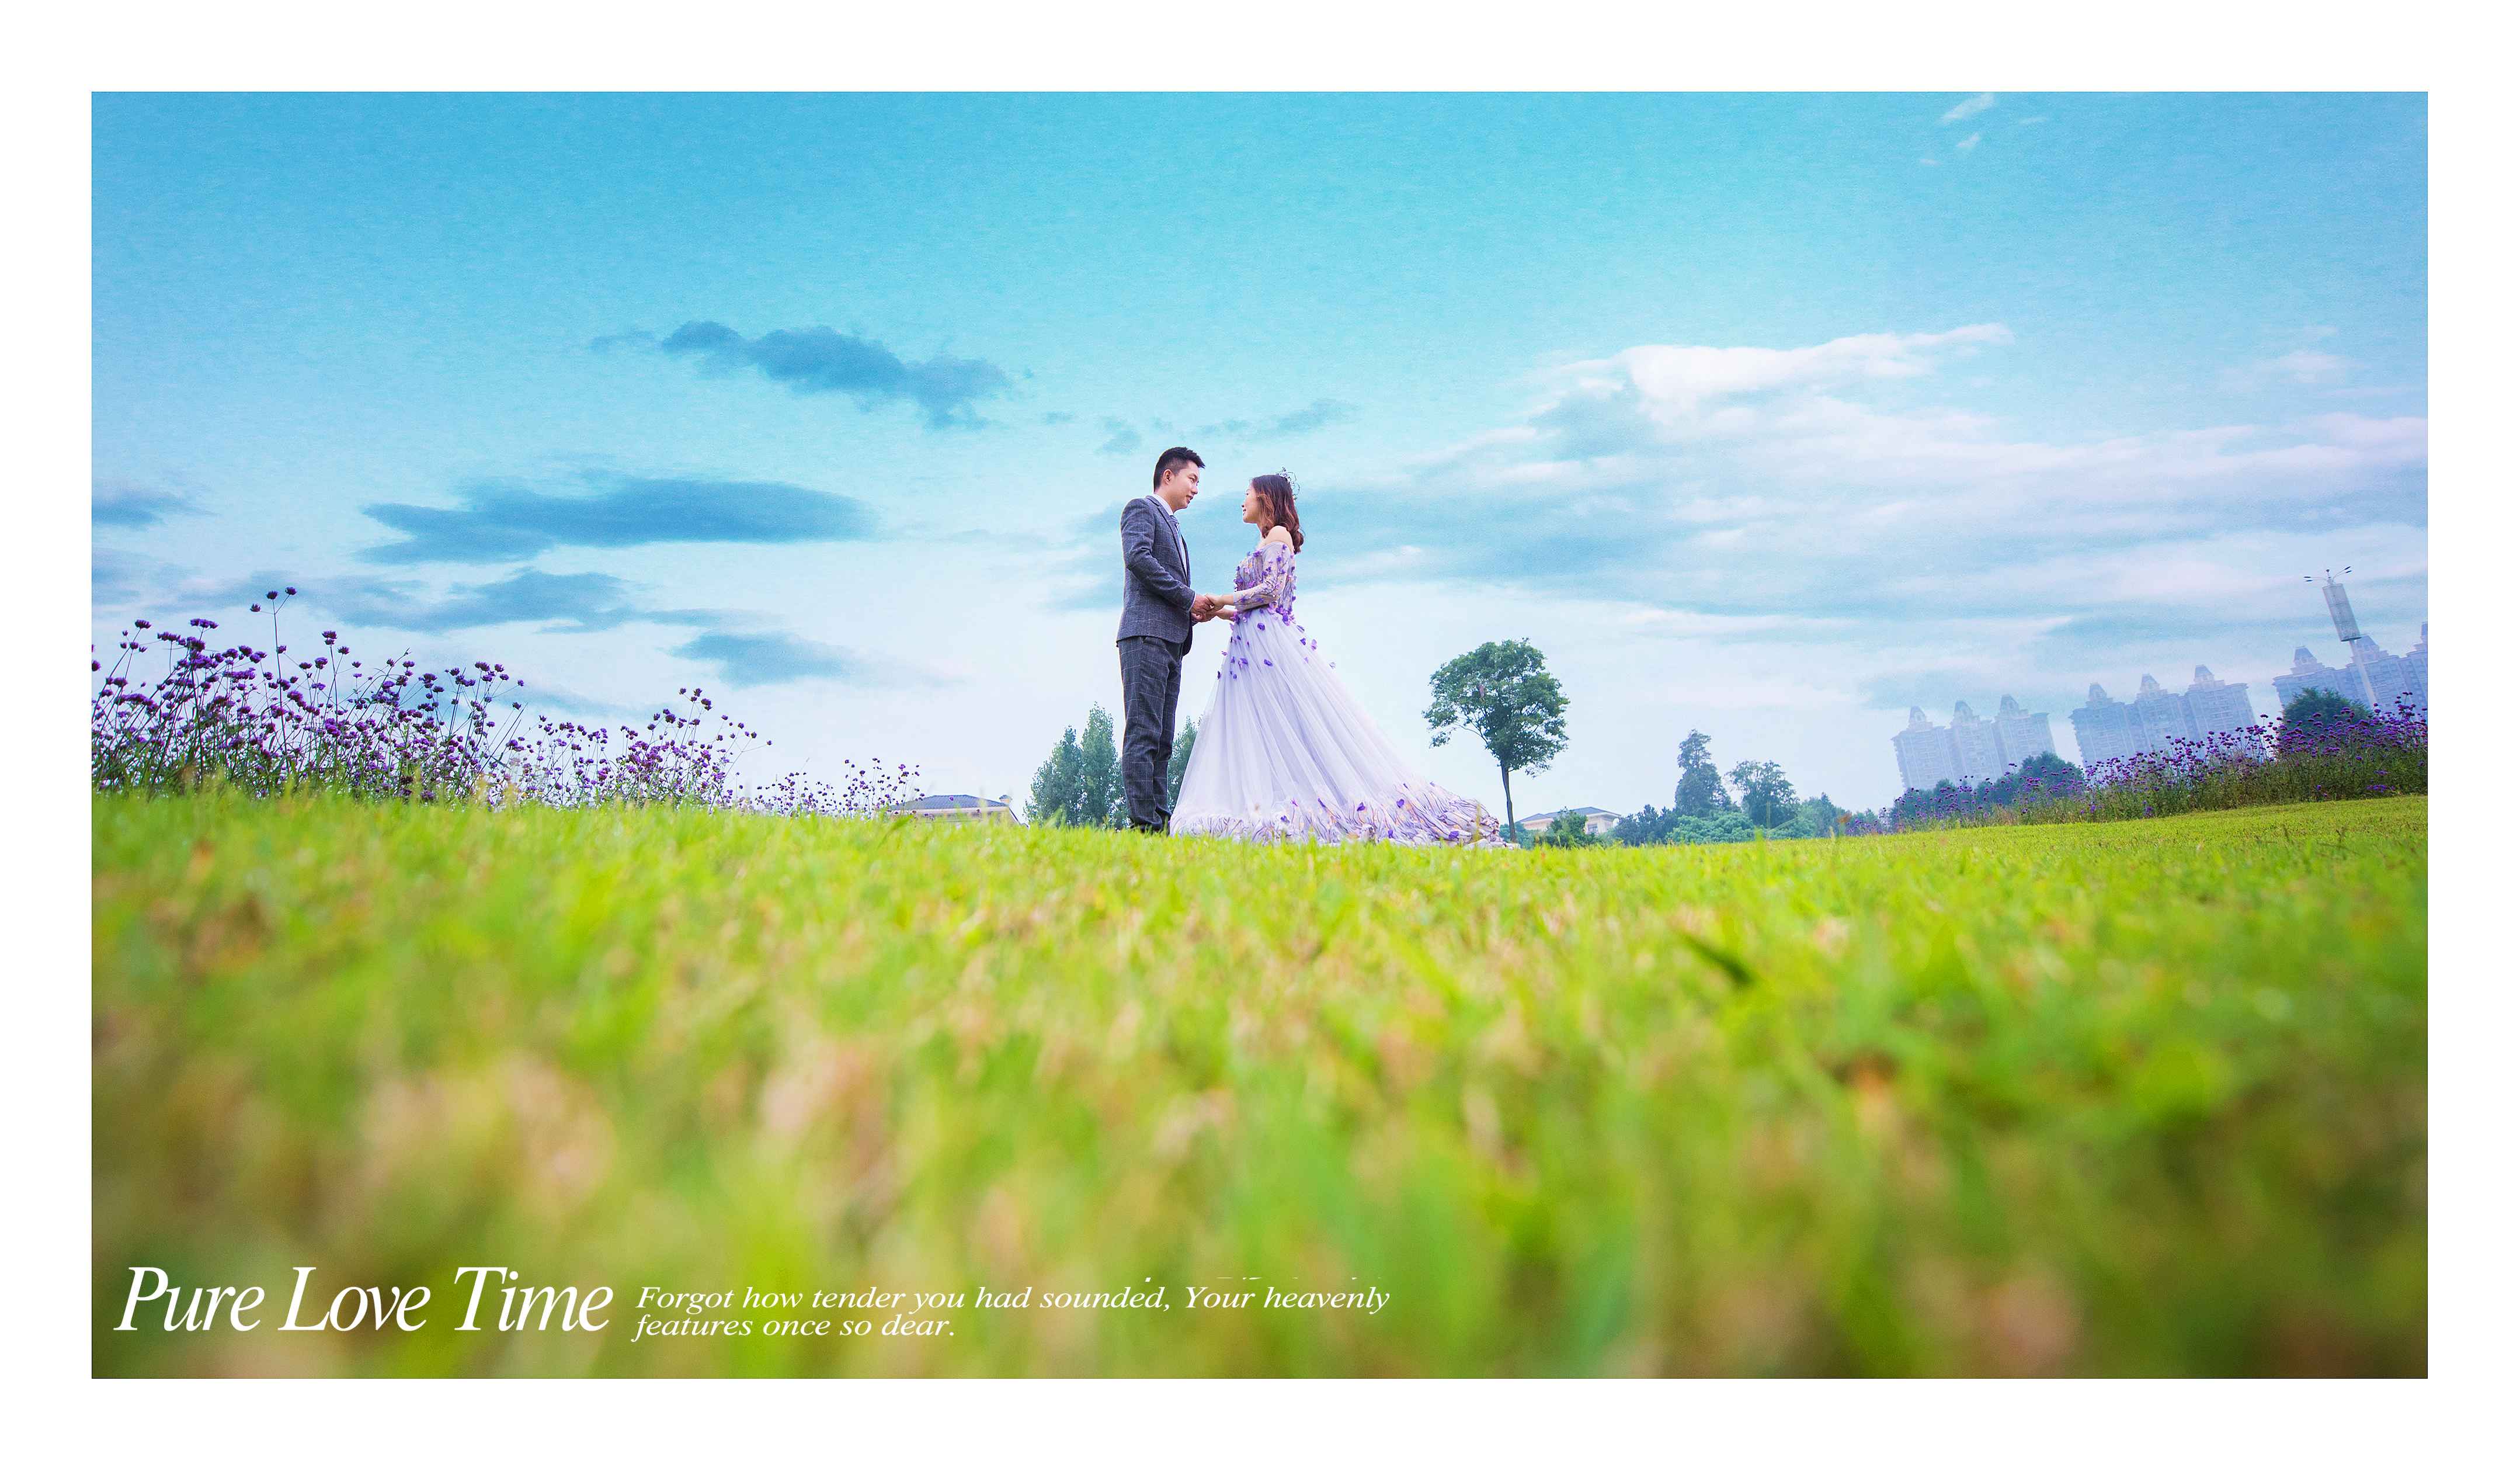 Pure Love Time
Forgot how tender you had sounded, Your heavenly
features once so dear.